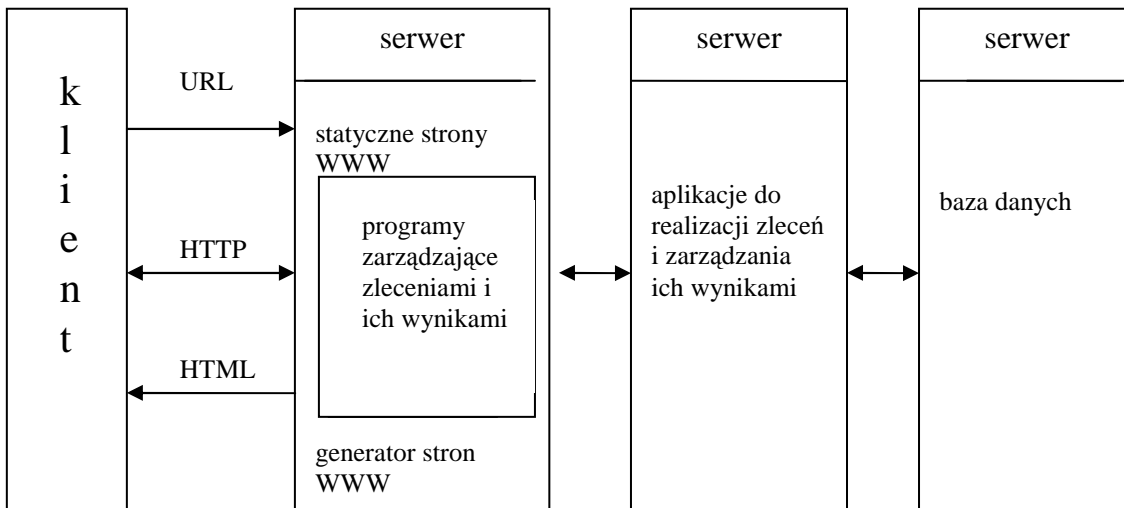 klient
URL
HTTP
HTML
serwer
statyczne strony
WWW
programy
zarządzające
zleceniami i
ich wynikami
generator stron
WWW
serwer
aplikacje do
realizacji zleceń
i zarządzania
ich wynikami
serwer
baza danych